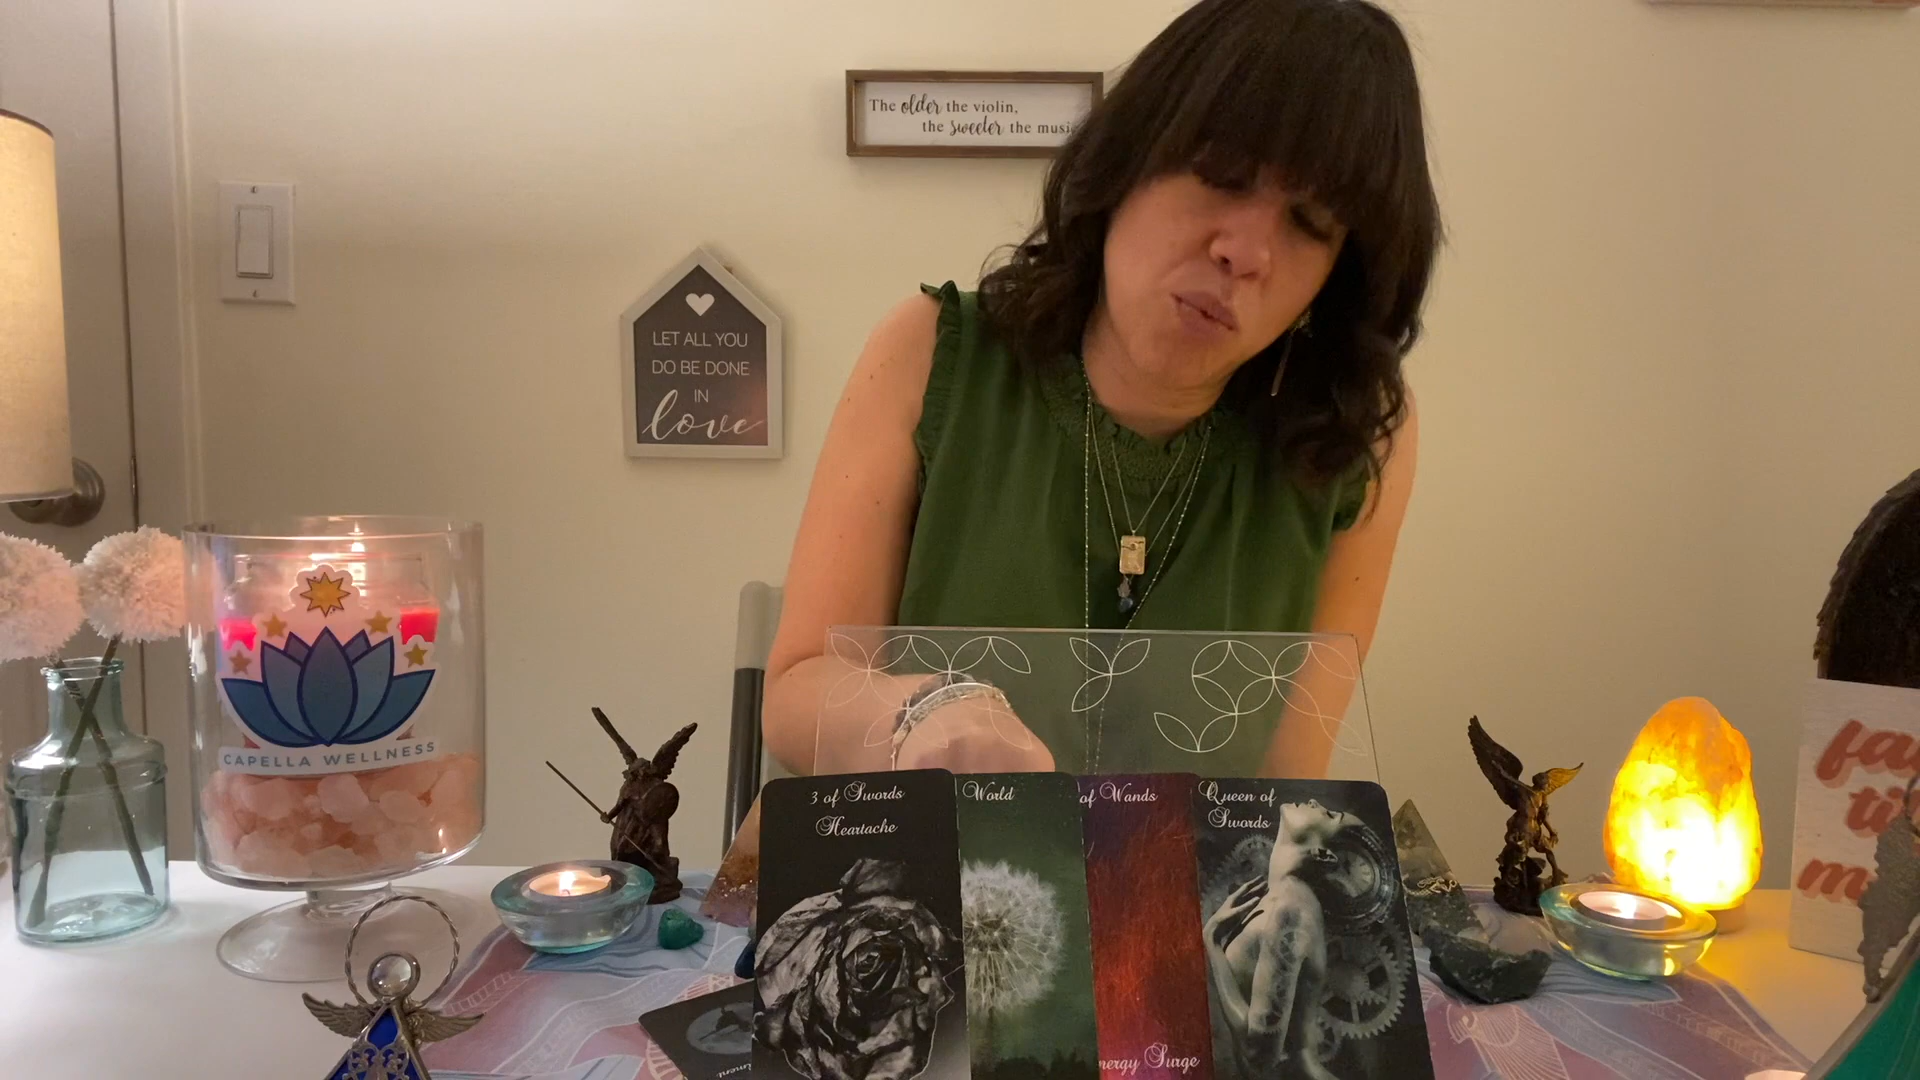 The older the violin,
the sweeter the music
LET ALL YOU
DO BE DONE
IN
love
CAPELLA WELLNESS
3 of Swords
Heartache
World
of Wands
nergy Surge
Queen of
Swords